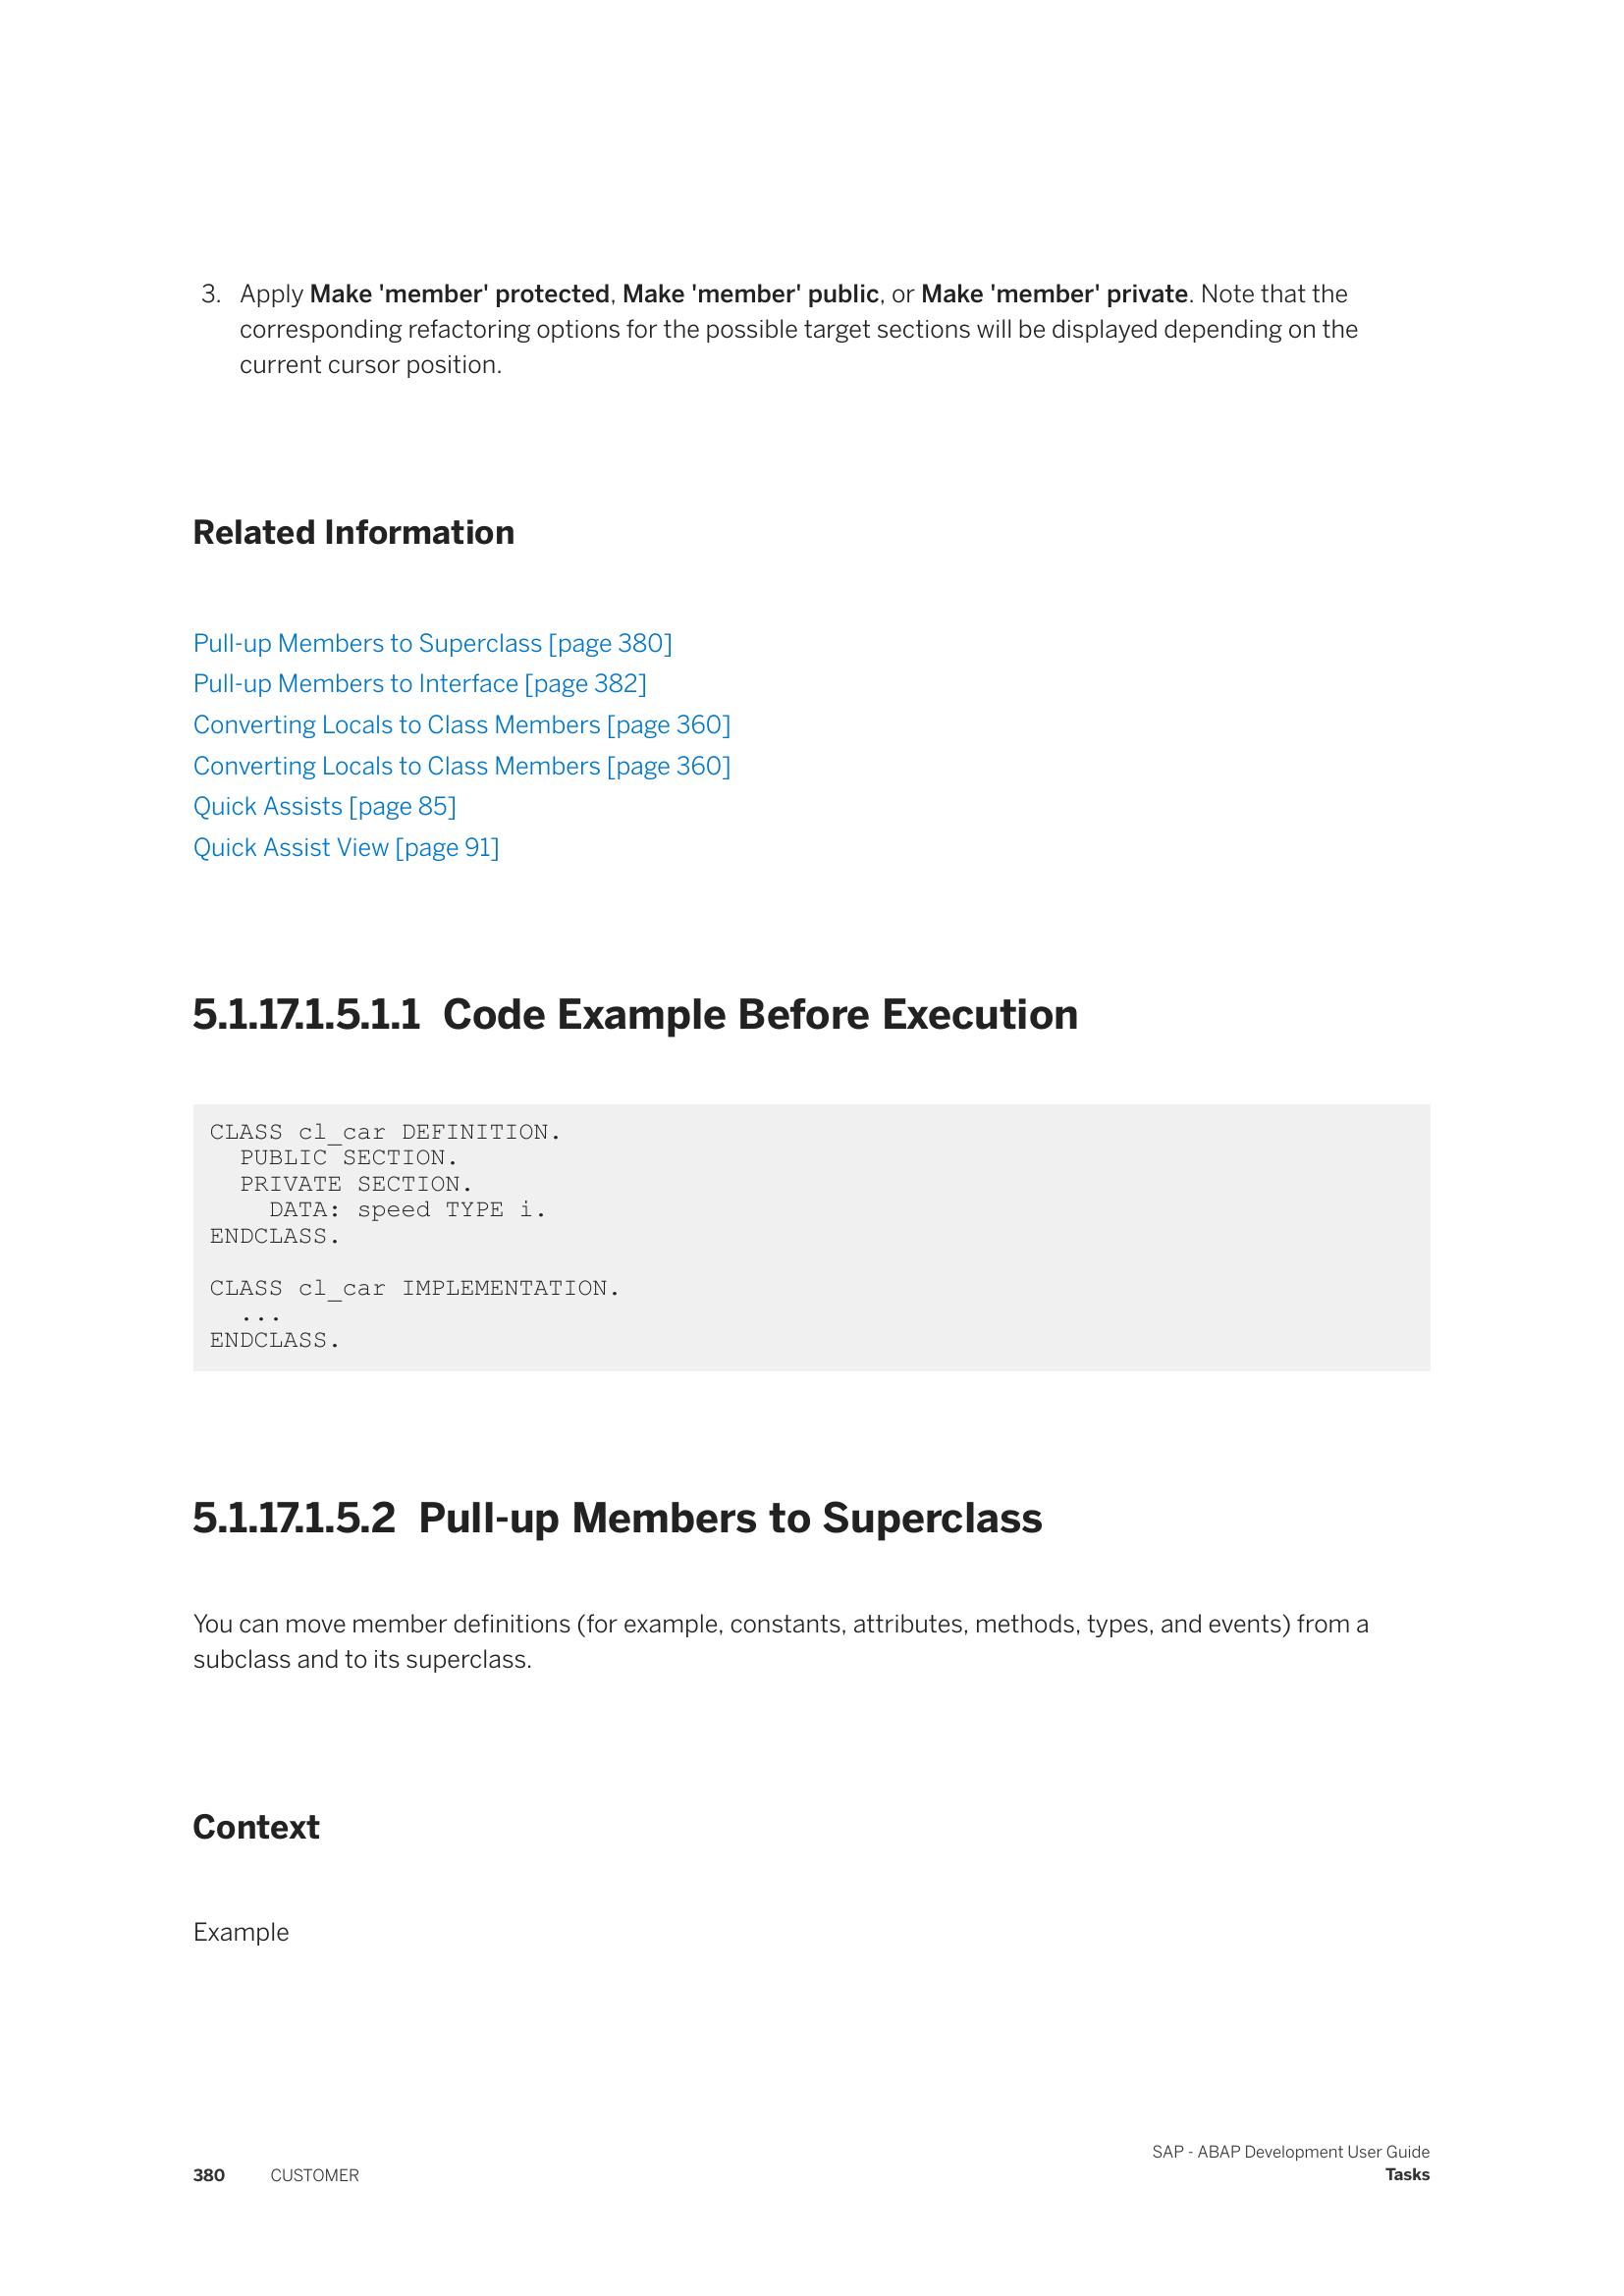 3. Apply Make 'member' protected, Make 'member' public, or Make 'member' private. Note that the
corresponding refactoring options for the possible target sections will be displayed depending on the
current cursor position.
Related Information
Pull-up Members to Superclass [page 380]
Pull-up Members to Interface [page 382]
Converting Locals to Class Members [page 360]
Converting Locals to Class Members [page 360]
Quick Assists [page 85]
Quick Assist View [page 91]
5.1.17.1.5.1.1 Code Example Before Execution
CLASS cl_car DEFINITION.
  PUBLIC SECTION.
  PRIVATE SECTION.
    DATA: speed TYPE i.
ENDCLASS.
CLASS cl_car IMPLEMENTATION.
  ...
ENDCLASS.
5.1.17.1.5.2 Pull-up Members to Superclass
You can move member definitions (for example, constants, attributes, methods, types, and events) from a
subclass and to its superclass.
Context
Example
SAP - ABAP Development User Guide
380 CUSTOMER Tasks